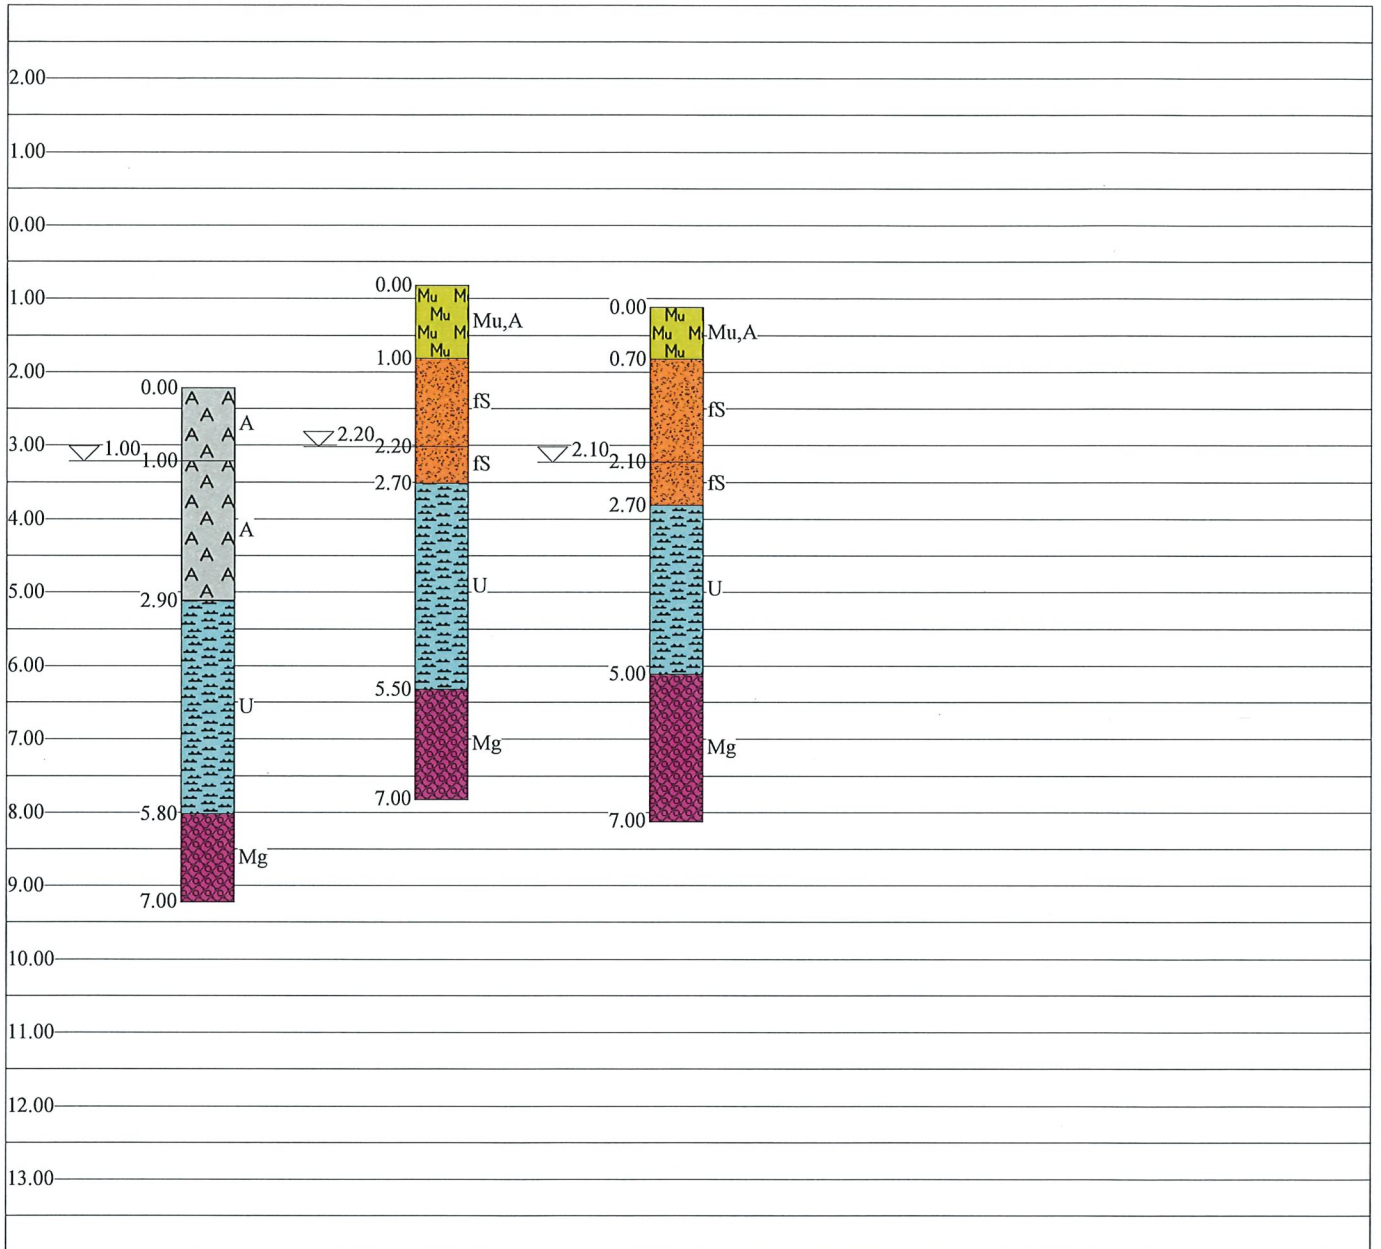 2.00
1.00
0.00
0.00
1.00
Mu M
0.00
Mu
Mu
Mu,A
Mu M
Mu M
Mu,A
Mu
Mu
1.00
0.70
2.00
0.00
A A
fS
fS
A
A
A A
2.20
3.00
1.00
A
2.20
2.10
1.00
A A
fS
2.10
A
2.70
fS
A A
2.70
4.00
A
A
A A
A
A A
U
U
5.00
A
2.90
6.00
5.00
5.50
U
7.00
Mg
Mg
7.00
8.00
5.80
7.00
Mg
9.00
7.00
10.00
11.00
12.00
13.00